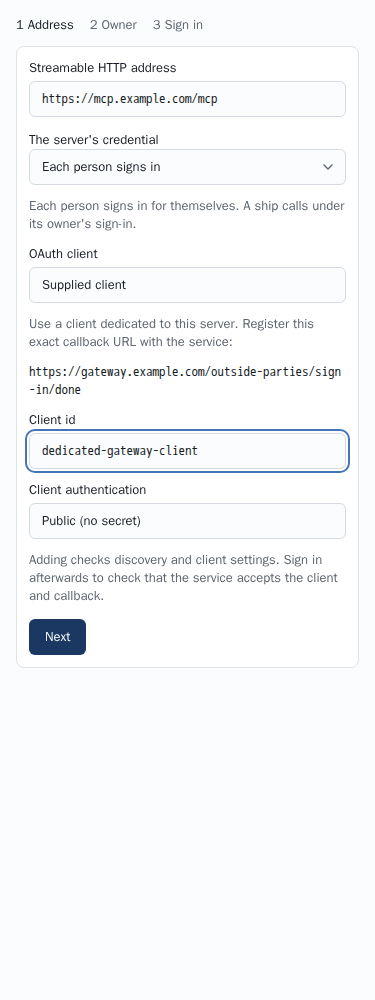 1 Address 2 Owner 3 Sign in
Streamable HTTP address
https://mcp.example.com/mcp
The server's credential
Each person signs in
Each person signs in for themselves. A ship calls under
its owner's sign-in.
OAuth client
Supplied client
Use a client dedicated to this server. Register this
exact callback URL with the service:
https://gateway.example.com/outside-parties/sign
-in/done
Client id
dedicated-gateway-client
Client authentication
Public (no secret)
Adding checks discovery and client settings. Sign in
afterwards to check that the service accepts the client
and callback.
Next